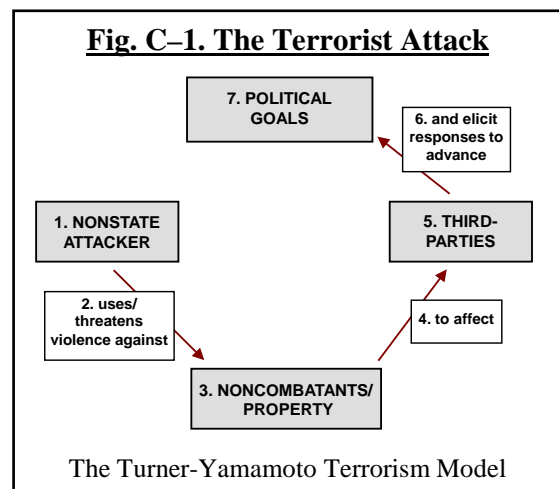 Fig. C–1. The Terrorist Attack
7. POLITICAL
GOALS
6. and elicit
responses to
advance
1. NONSTATE
ATTACKER
5. THIRD-
PARTIES
2. uses/
threatens
violence against
4. to affect
3. NONCOMBATANTS/
PROPERTY
The Turner-Yamamoto Terrorism Model